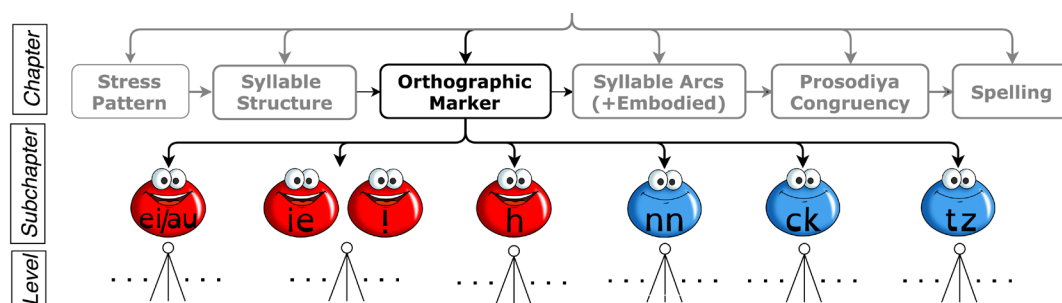 Chapter
Stress
Pattern
Syllable
Structure
Orthographic
Marker
Syllable Arcs
(+Embodied)
Prosodiya
Congruency
Spelling
Subchapter
ei/au
ie
!
h
nn
ck
tz
Level
... ... ... ... ... ... ... ... ... ... ... ...